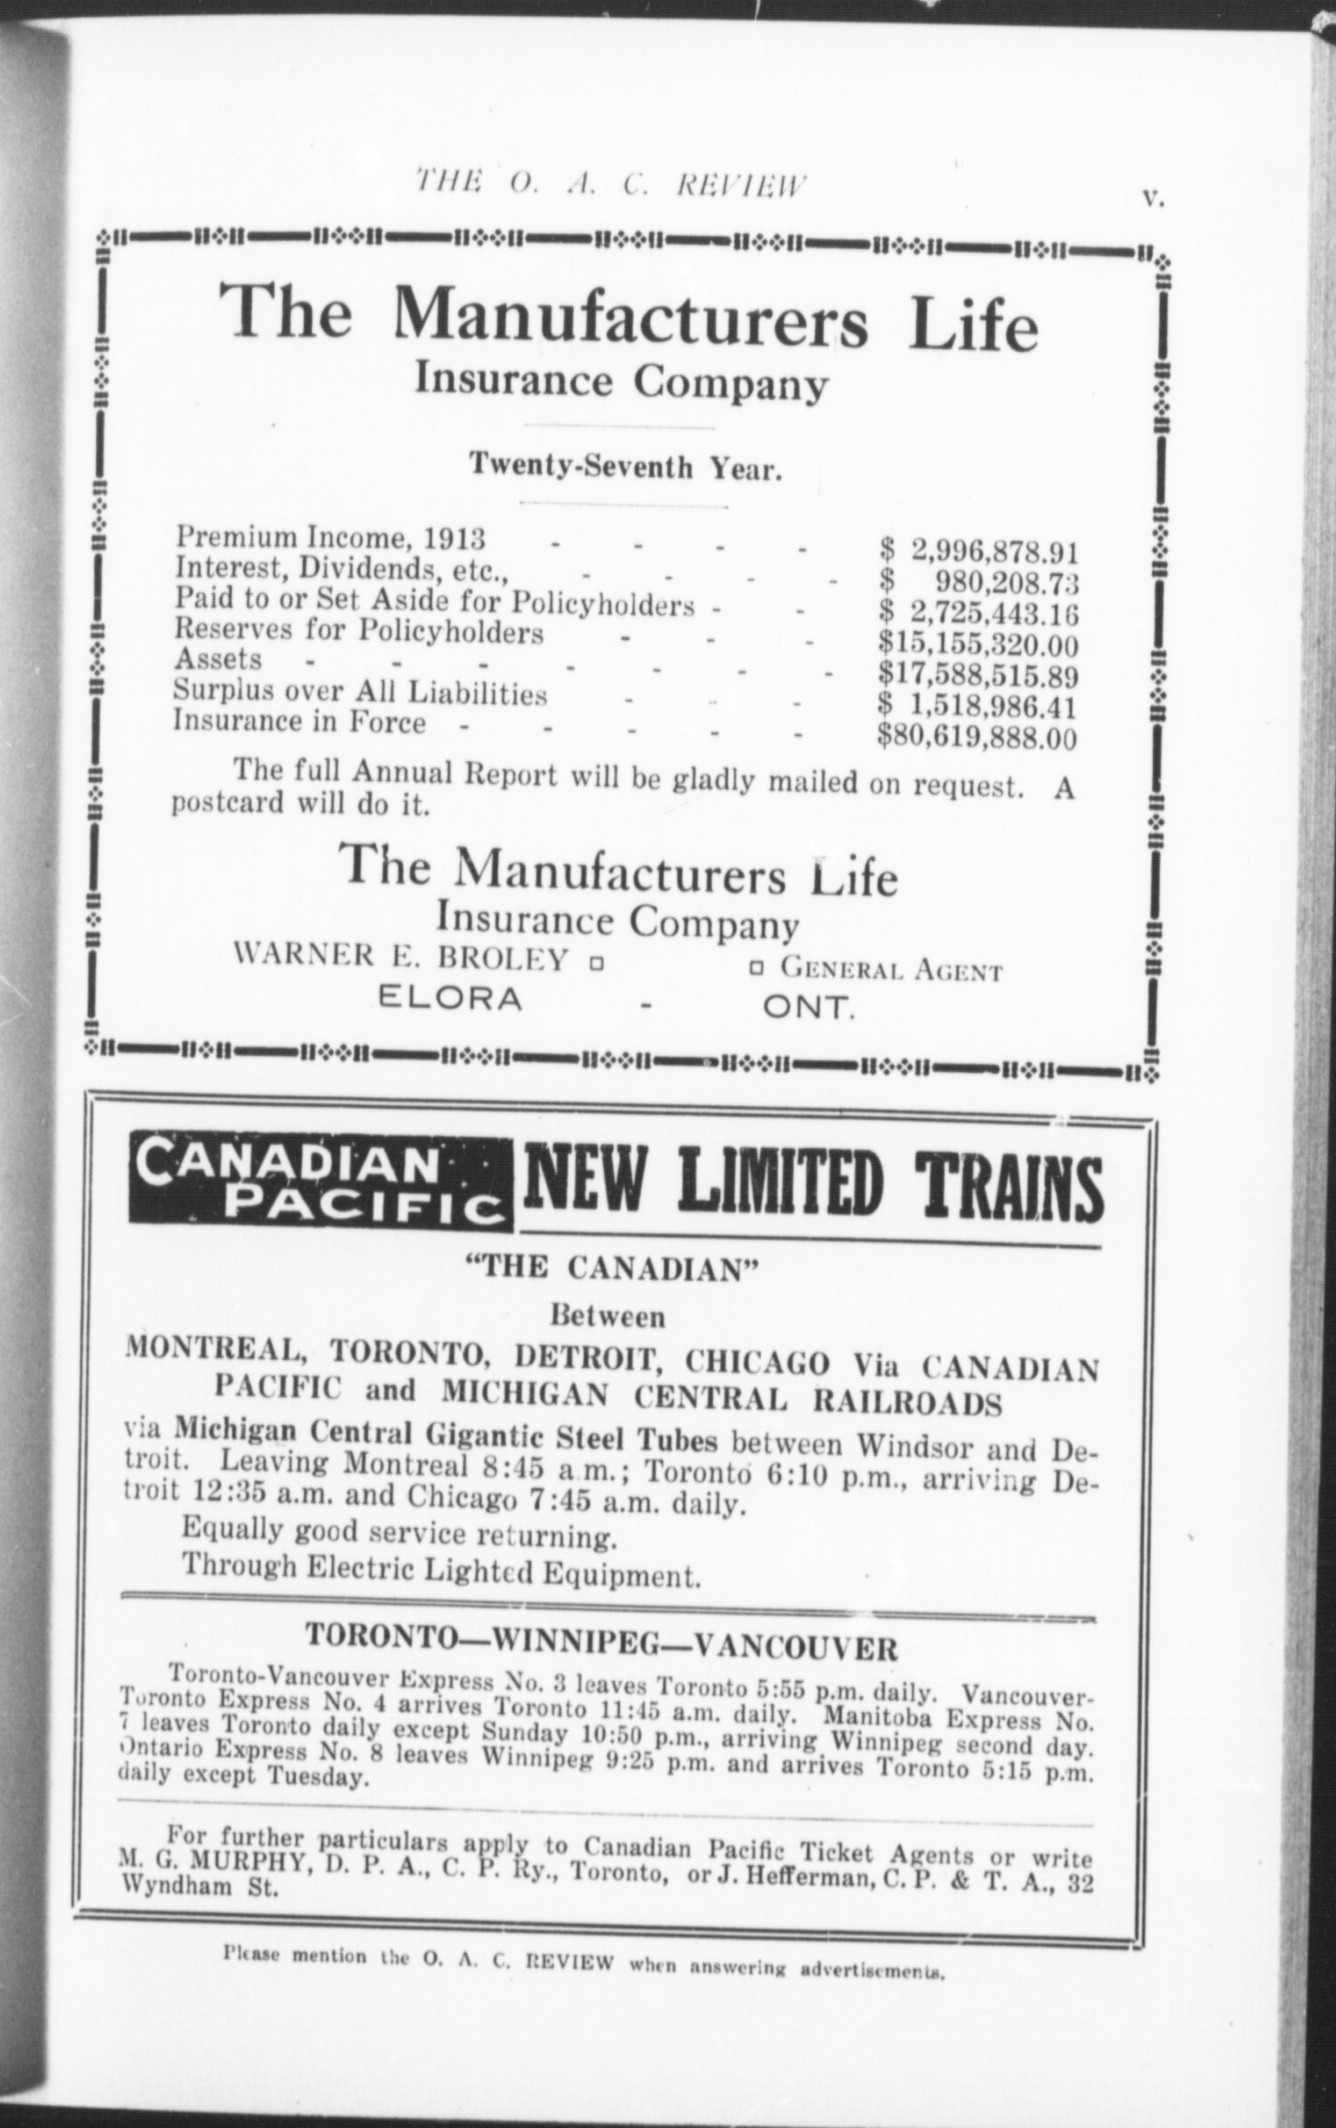 THE O. A. C. REVIEW
v.
The Manufacturers Life
Insurance Company
Twenty-Seventh Year.
Premium Income, 1913 - - - - $ 2,996,878.91
Interest, Dividends, etc., - - - - $ 980,208.73
Paid to or Set Aside for Policyholders - - $ 2,725,443.16
Reserves for Policyholders - - - $15,155,320.00
Assets - - - - - - - $17,588,515.89
Surplus over All Liabilities - - - $ 1,518,986.41
Insurance in Force - - - - - $80,619,888.00
The full Annual Report will be gladly mailed on request. A
postcard will do it.
The Manufacturers Life
Insurance Company
WARNER E. BROLEY GENERAL AGENT
ELORA - ONT.
CANADIAN
PACIFIC
NEW LIMITED TRAINS
"THE CANADIAN"
Between
MONTREAL, TORONTO, DETROIT, CHICAGO Via CANADIAN
PACIFIC and MICHIGAN CENTRAL RAILROADS
via Michigan Central Gigantic Steel Tubes between Windsor and De-
troit. Leaving Montreal 8:45 a.m.; Toronto 6:10 p.m., arriving De-
troit 12:35 a.m. and Chicago 7:45 a.m. daily.
Equally good service returning.
Through Electric Lighted Equipment.
TORONTO—WINNIPEG—VANCOUVER
Toronto-Vancouver Express No. 3 leaves Toronto 5:55 p.m. daily. Vancouver-
Toronto Express No. 4 arrives Toronto 11:45 a.m. daily. Manitoba Express No.
7 leaves Toronto daily except Sunday 10:50 p.m., arriving Winnipeg second day.
Ontario Express No. 8 leaves Winnipeg 9:25 p.m. and arrives Toronto 5:15 p.m.
daily except Tuesday.
For further particulars apply to Canadian Pacific Ticket Agents or write
M. G. MURPHY, D. P. A., C. P. Ry., Toronto, or J. Hefferman, C. P. & T. A., 32
Wyndham St.
Please mention the O. A. C. REVIEW when answering advertisements.